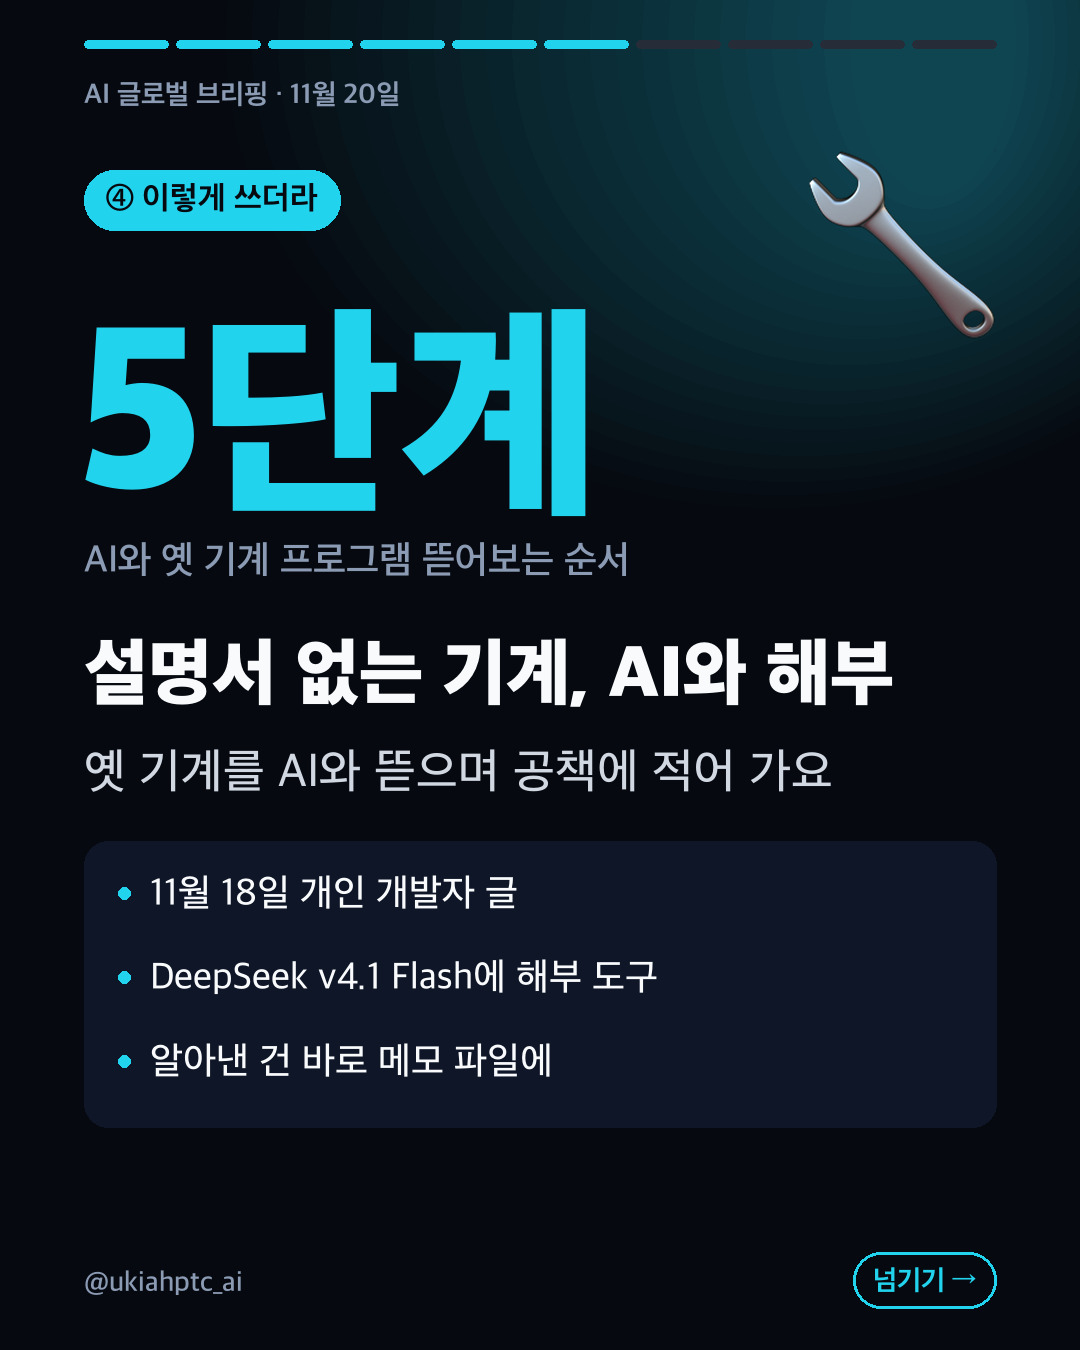 AI 글로벌 브리핑 · 11월 20일
④ 이렇게 쓰더라
5단계
AI와 옛 기계 프로그램 뜯어보는 순서
설명서 없는 기계, AI와 해부
옛 기계를 AI와 뜯으며 공책에 적어 가요
11월 18일 개인 개발자 글
DeepSeek v4.1 Flash에 해부 도구
알아낸 건 바로 메모 파일에
@ukiahptc_ai
넘기기 →